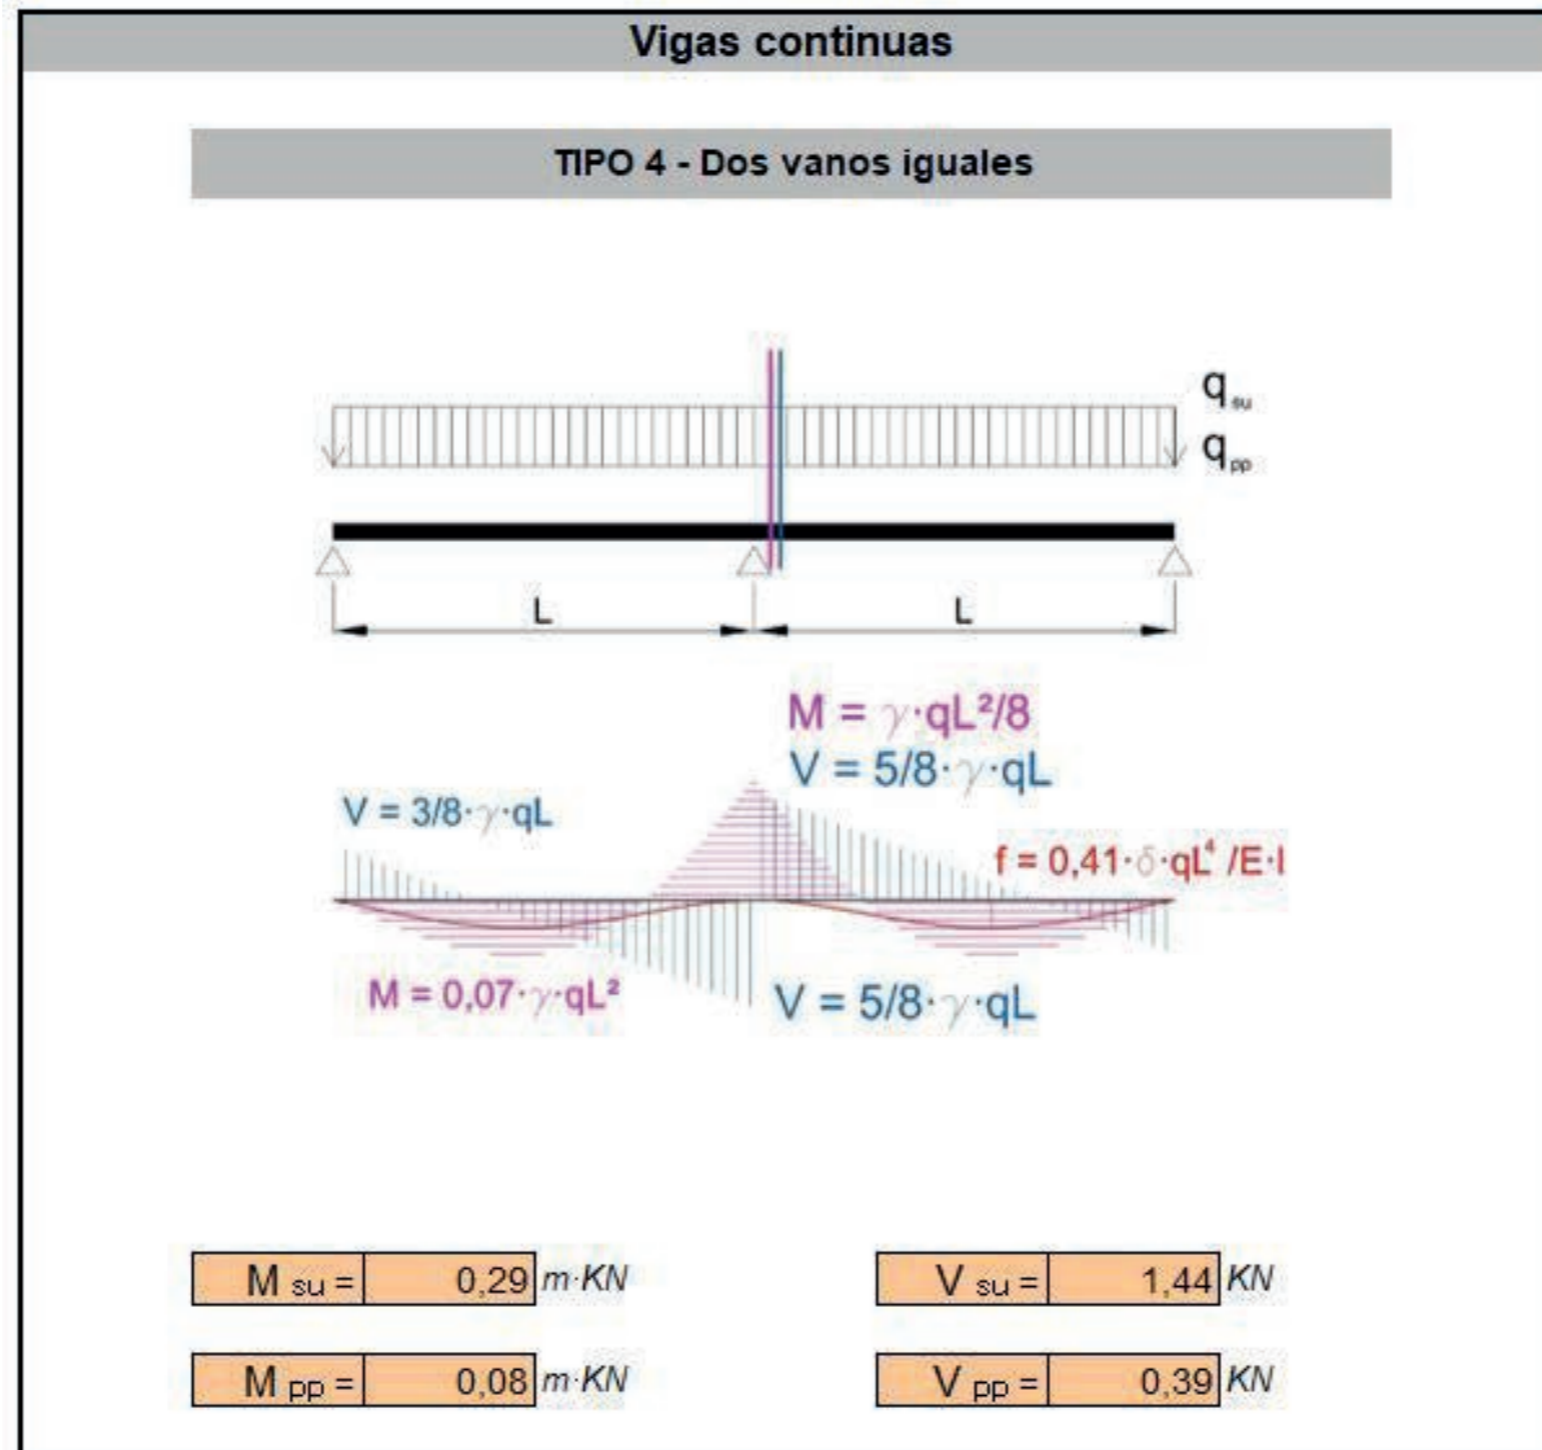 Vigas continuas
TIPO 4 - Dos vanos iguales
q su
q pp
L L
M = γ·qL²/8
V = 5/8·γ·qL
V = 3/8·γ·qL
f = 0,41·δ·qL⁴ /E·I
M = 0,07·γ·qL²
V = 5/8·γ·qL
M su = 0,29 m·KN V su = 1,44 KN
M pp = 0,08 m·KN V pp = 0,39 KN